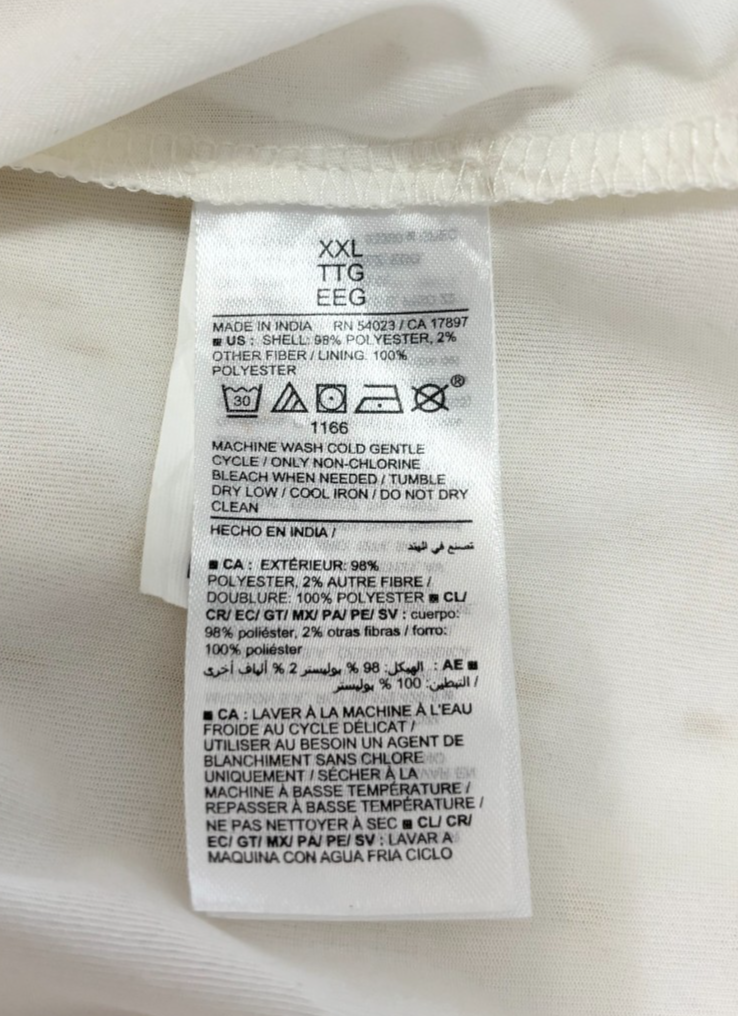 XXL
TTG
EEG
MADE IN INDIA RN 54023 / CA 17897
■ US : SHELL: 98% POLYESTER, 2%
OTHER FIBER / LINING: 100%
POLYESTER
30
®
1166
MACHINE WASH COLD GENTLE
CYCLE / ONLY NON-CHLORINE
BLEACH WHEN NEEDED / TUMBLE
DRY LOW / COOL IRON / DO NOT DRY
CLEAN
HECHO EN INDIA /
تصنع في الهند
■ CA : EXTÉRIEUR: 98%
POLYESTER, 2% AUTRE FIBRE /
DOUBLURE: 100% POLYESTER ■ CL/
CR/ EC/ GT/ MX/ PA/ PE/ SV : cuerpo:
98% poliéster, 2% otras fibras / forro:
100% poliéster
■ AE : الهيكل: 98 % بوليستر 2 % ألياف أخرى
/ التبطين: 100 % بوليستر
■ CA : LAVER À LA MACHINE À L'EAU
FROIDE AU CYCLE DÉLICAT /
UTILISER AU BESOIN UN AGENT DE
BLANCHIMENT SANS CHLORE
UNIQUEMENT / SÉCHER À LA
MACHINE À BASSE TEMPÉRATURE /
REPASSER À BASSE TEMPÉRATURE /
NE PAS NETTOYER À SEC ■ CL/ CR/
EC/ GT/ MX/ PA/ PE/ SV : LAVAR A
MAQUINA CON AGUA FRIA CICLO